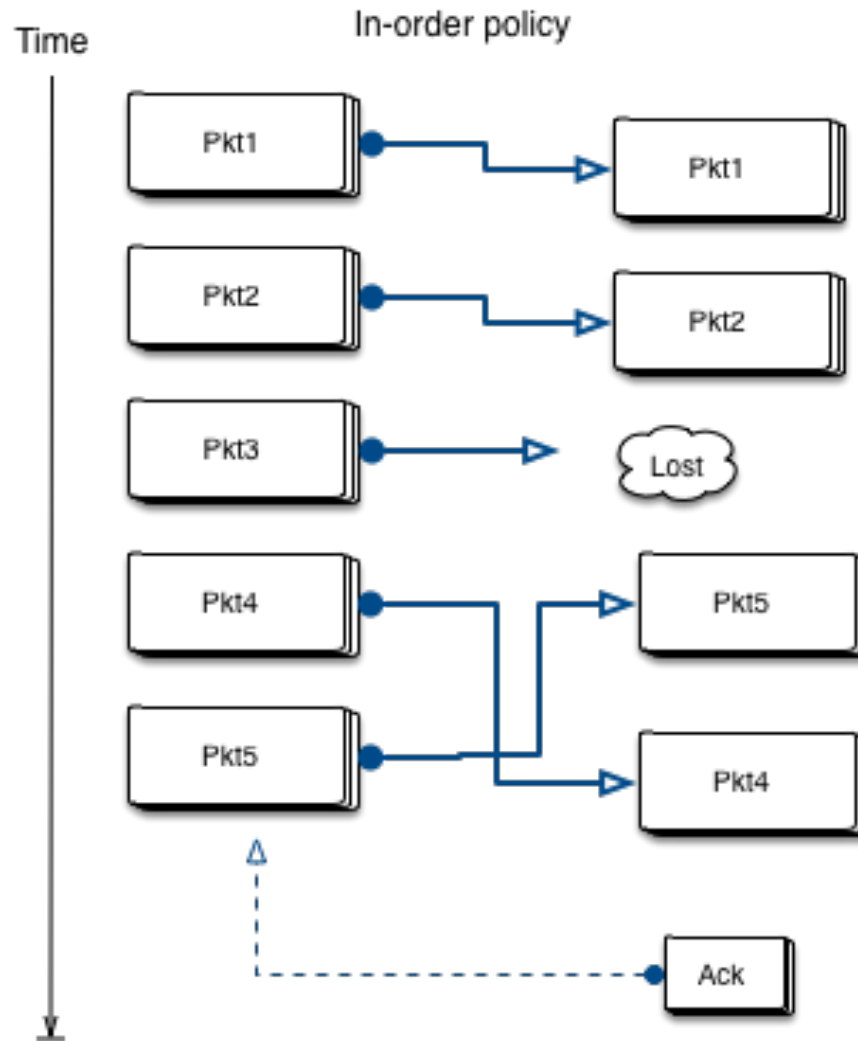 In-order policy
Time
Pkt1
Pkt1
Pkt2
Pkt2
Pkt3
Lost
Pkt4
Pkt5
Pkt5
Pkt4
Ack